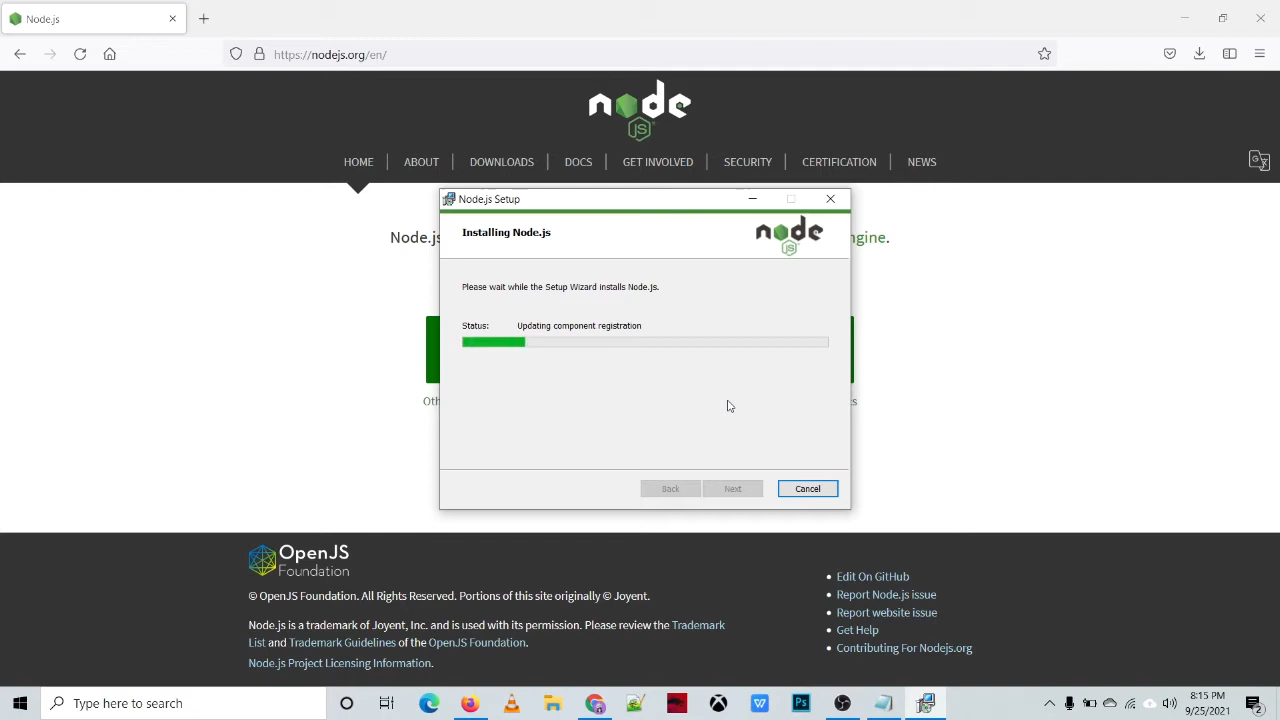 Node.js
https://nodejs.org/en/
node
JS
HOME
ABOUT
DOWNLOADS
DOCS
GET INVOLVED
SECURITY
CERTIFICATION
NEWS
Node.js
ngine.
Node.js Setup
Installing Node.js
node
JS
Please wait while the Setup Wizard installs Node.js.
Status: Updating component registration
Oth
s
Back
Next
Cancel
OpenJS
Foundation
© OpenJS Foundation. All Rights Reserved. Portions of this site originally © Joyent.
Node.js is a trademark of Joyent, Inc. and is used with its permission. Please review the Trademark
List and Trademark Guidelines of the OpenJS Foundation.
Node.js Project Licensing Information.
Edit On GitHub
Report Node.js issue
Report website issue
Get Help
Contributing For Nodejs.org
Type here to search
W
Ps
8:15 PM
9/25/2021
2